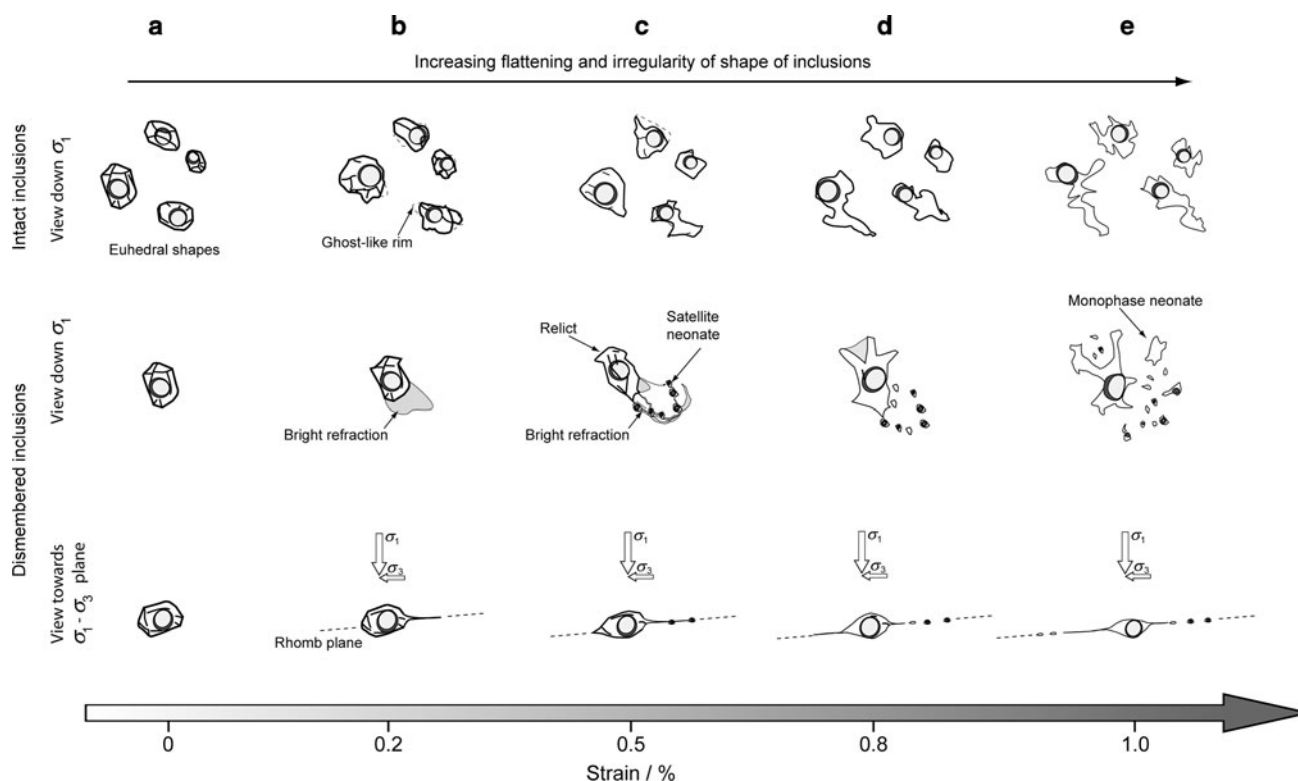 a b c d e
Increasing flattening and irregularity of shape of inclusions
Intact inclusions
View down σ1
Euhedral shapes
Ghost-like rim
Dismembered inclusions
View down σ1
Bright refraction
Relict
Satellite
neonate
Bright refraction
Monophase neonate
View towards
σ1 - σ3 plane
σ1
σ3
σ1
σ3
σ1
σ3
σ1
σ3
Rhomb plane
0 0.2 0.5 0.8 1.0
Strain / %